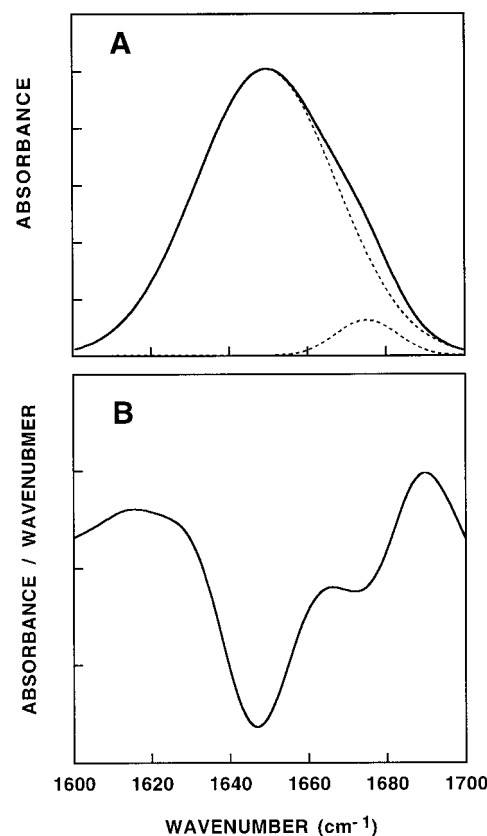 A
ABSORBANCE
B
ABSORBANCE / WAVENUBMER
1600 1620 1640 1660 1680 1700
WAVENUMBER (cm-1)